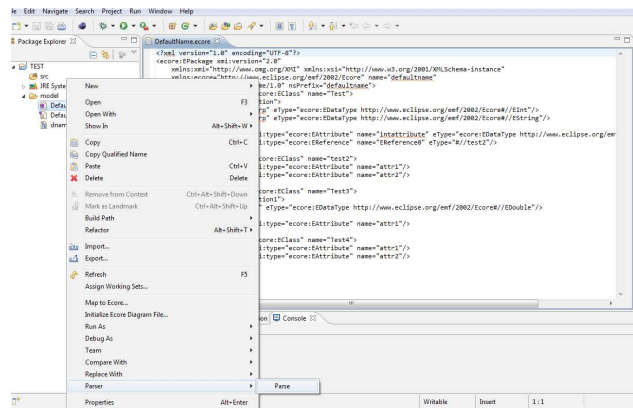 le Edit Navigate Search Project Run Window Help
Package Explorer
DefaultName.ecore
TEST
src
JRE Syste
model
Defau
Defau
dnam
<?xml version="1.0" encoding="UTF-8"?>
<ecore:EPackage xmi:version="2.0"
xmlns:xmi="http://www.omg.org/XMI" xmlns:xsi="http://www.w3.org/2001/XMLSchema-instance"
xmlns:ecore="http://www.eclipse.org/emf/2002/Ecore" name="defaultname"
me/1.0" nsPrefix="defaultname">
core:EClass" name="Test">
tion">
rp" eType="ecore:EDataType http://www.eclipse.org/emf/2002/Ecore#//EInt"/>
rp" eType="ecore:EDataType http://www.eclipse.org/emf/2002/Ecore#//EString"/>
i:type="ecore:EAttribute" name="intattribute" eType="ecore:EDataType http://www.eclipse.org/em
i:type="ecore:EReference" name="EReference0" eType="#//test2"/>
core:EClass" name="test2">
i:type="ecore:EAttribute" name="attr1"/>
i:type="ecore:EAttribute" name="attr2"/>
core:EClass" name="Test3">
tion1">
" eType="ecore:EDataType http://www.eclipse.org/emf/2002/Ecore#//EDouble"/>
i:type="ecore:EAttribute" name="attr1"/>
core:EClass" name="Test4">
i:type="ecore:EAttribute" name="attr1"/>
i:type="ecore:EAttribute" name="attr2"/>
New
Open F3
Open With
Show In Alt+Shift+W
Copy Ctrl+C
Copy Qualified Name
Paste Ctrl+V
Delete Delete
Remove from Context Ctrl+Alt+Shift+Down
Mark as Landmark Ctrl+Alt+Shift+Up
Build Path
Refactor Alt+Shift+T
Import...
Export...
Refresh F5
Assign Working Sets...
Map to Ecore...
Initialize Ecore Diagram File...
Run As
Debug As
Team
Compare With
Replace With
Parser
Parse
Properties Alt+Enter
on Console
Writable Insert 1:1